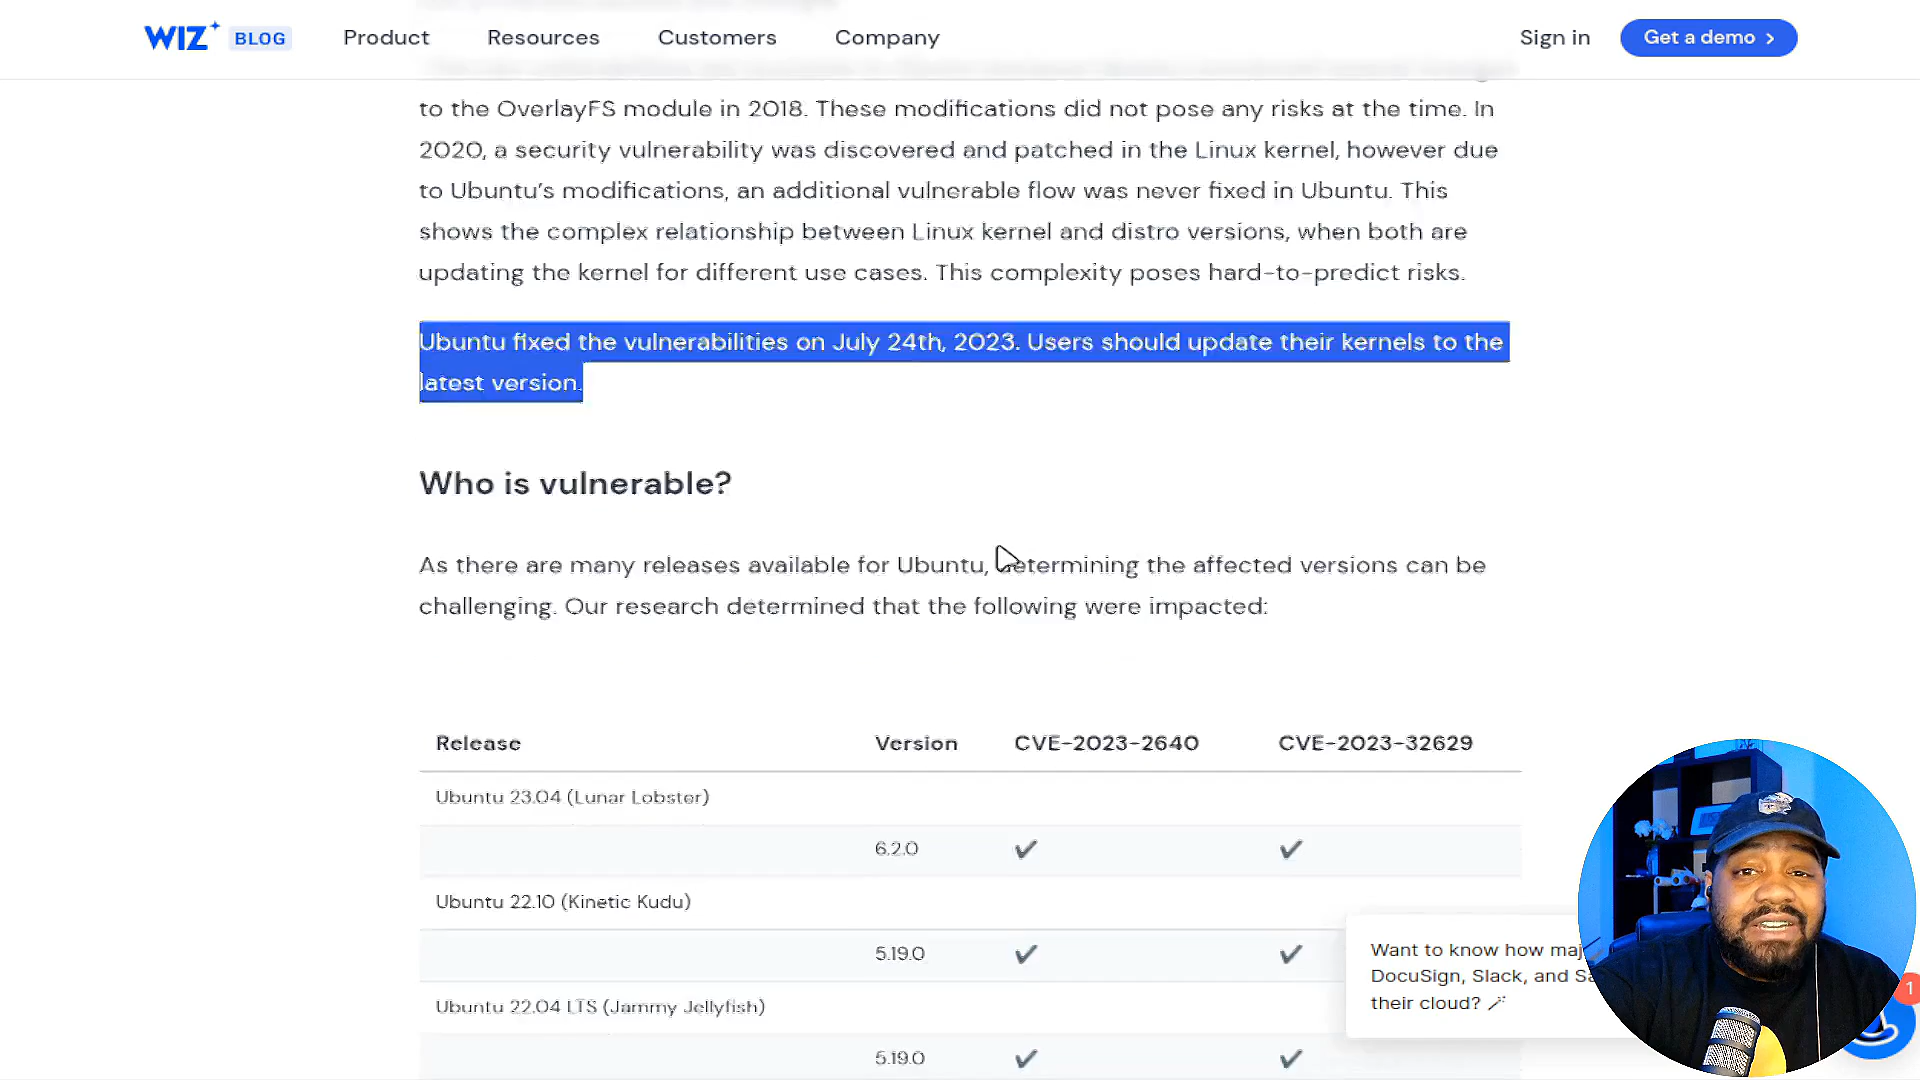 WIZ BLOG Product Resources Customers Company Sign in Get a demo
to the OverlayFS module in 2018. These modifications did not pose any risks at the time. In
2020, a security vulnerability was discovered and patched in the Linux kernel, however due
to Ubuntu’s modifications, an additional vulnerable flow was never fixed in Ubuntu. This
shows the complex relationship between Linux kernel and distro versions, when both are
updating the kernel for different use cases. This complexity poses hard-to-predict risks.
Ubuntu fixed the vulnerabilities on July 24th, 2023. Users should update their kernels to the
latest version.
Who is vulnerable?
As there are many releases available for Ubuntu, determining the affected versions can be
challenging. Our research determined that the following were impacted:
Release Version CVE-2023-2640 CVE-2023-32629
Ubuntu 23.04 (Lunar Lobster)
6.2.0 ✔ ✔
Ubuntu 22.10 (Kinetic Kudu)
5.19.0 ✔ ✔
Ubuntu 22.04 LTS (Jammy Jellyfish)
5.19.0 ✔ ✔
Want to know how maj
DocuSign, Slack, and Sa
their cloud?
1